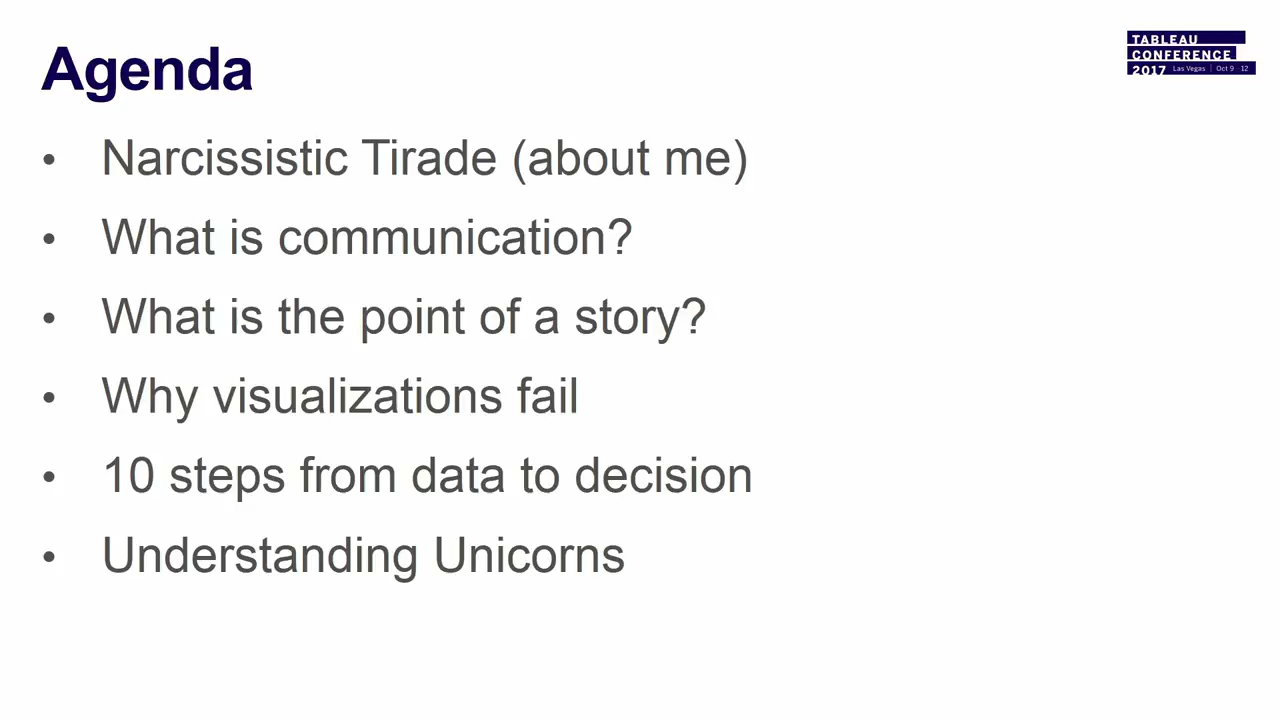 Agenda
TABLEAU
CONFERENCE
2017 Las Vegas | Oct 9 - 12
• Narcissistic Tirade (about me)
• What is communication?
• What is the point of a story?
• Why visualizations fail
• 10 steps from data to decision
• Understanding Unicorns